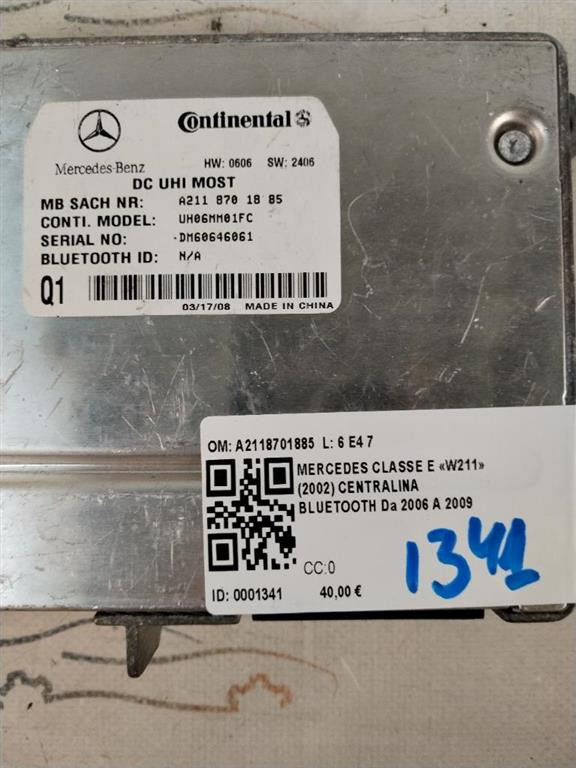 Continental
Mercedes-Benz
HW: 0606 SW: 2406
DC UHI MOST
MB SACH NR: A211 870 18 85
CONTI. MODEL: UH06MM01FC
SERIAL NO: DM60646061
BLUETOOTH ID: N/A
Q1
03/17/08 MADE IN CHINA
OM: A2118701885 L: 6 E4 7
MERCEDES CLASSE E «W211»
(2002) CENTRALINA
BLUETOOTH Da 2006 A 2009
CC:0
1341
ID: 0001341 40,00 €